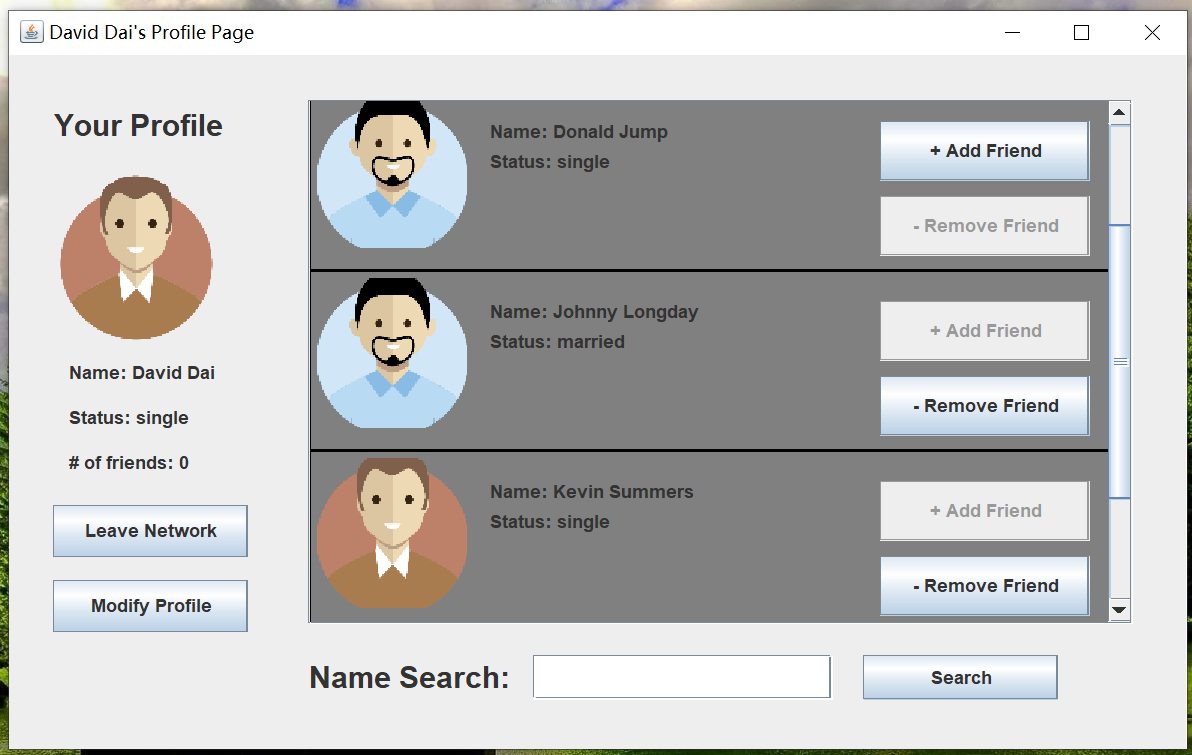 David Dai's Profile Page
Your Profile
Name: David Dai
Status: single
# of friends: 0
Leave Network
Modify Profile
Name: Donald Jump
Status: single
+ Add Friend
- Remove Friend
Name: Johnny Longday
Status: married
+ Add Friend
- Remove Friend
Name: Kevin Summers
Status: single
+ Add Friend
- Remove Friend
Name Search:
Search